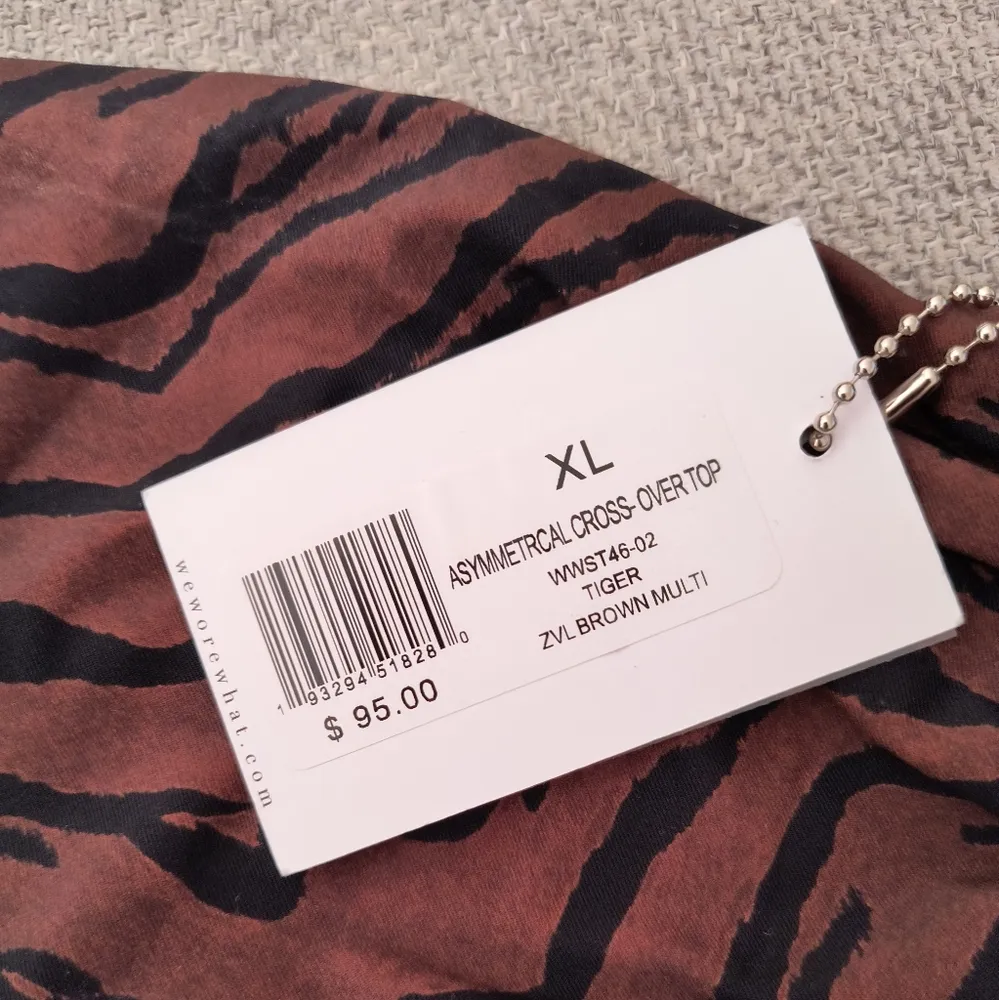 XL
ASYMMETRCAL CROSS-OVER TOP
WWST46-02
TIGER
ZVL BROWN MULTI
1 93294 51828 0
$ 95.00
weworewhat.com